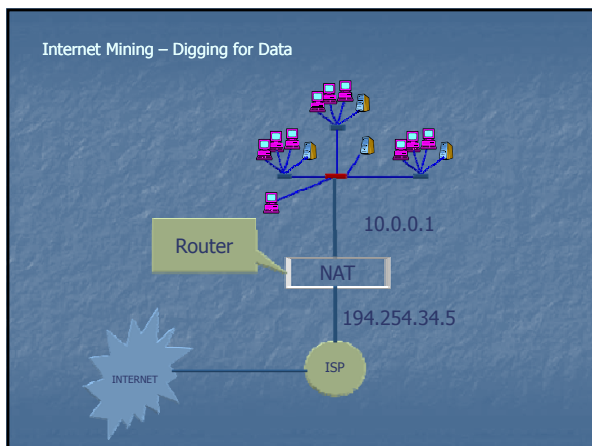 Internet Mining – Digging for Data
10.0.0.1
Router
NAT
194.254.34.5
ISP
INTERNET